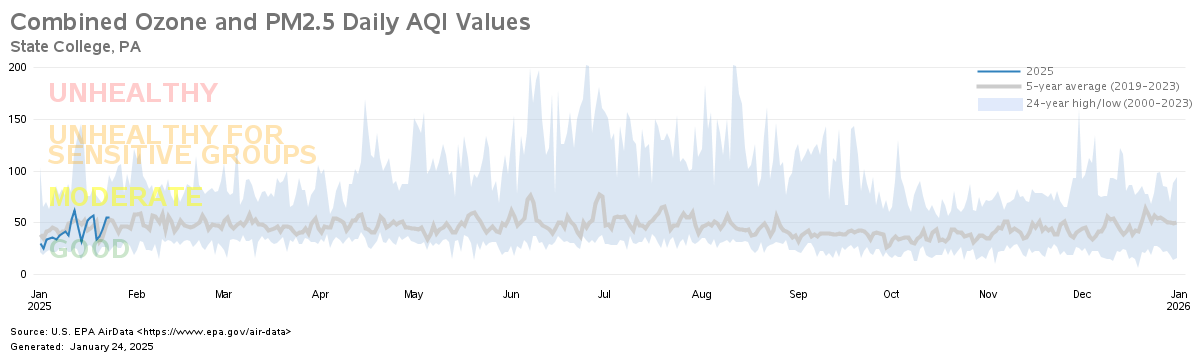 Combined Ozone and PM2.5 Daily AQI Values
State College, PA
200
2025
5-year average (2019-2023)
24-year high/low (2000-2023)
UNHEALTHY
150
UNHEALTHY FOR
SENSITIVE GROUPS
100
MODERATE
50
GOOD
0
Jan Feb Mar Apr May Jun Jul Aug Sep Oct Nov Dec Jan
2025 2026
Source: U.S. EPA AirData <https://www.epa.gov/air-data>
Generated: January 24, 2025